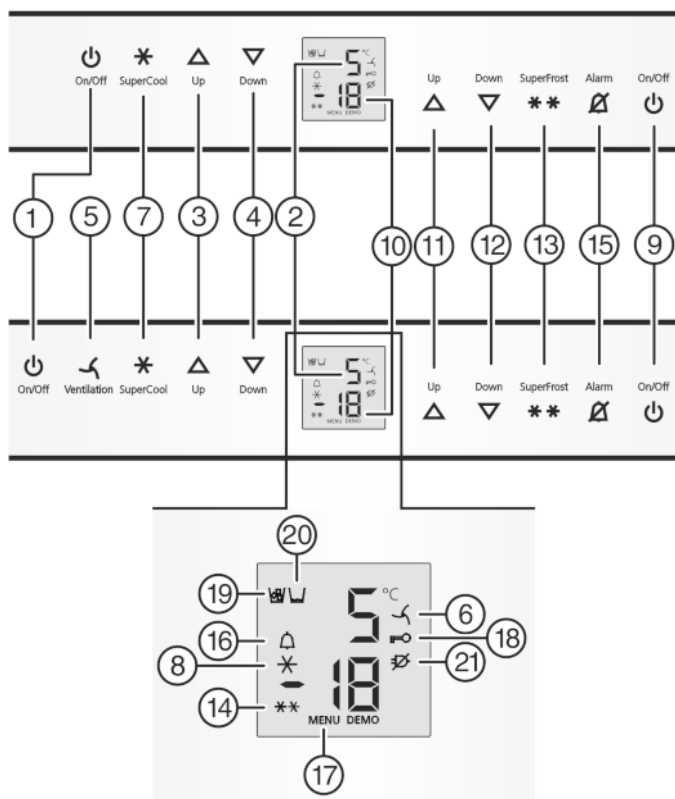 On/Off SuperCool Up Down
5 °C
18
MENU DEMO
Up Down SuperFrost Alarm On/Off
1 5 7 3 4 2 10 11 12 13 15 9
On/Off Ventilation SuperCool Up Down
5 °C
18
MENU DEMO
Up Down SuperFrost Alarm On/Off
20
19
5 °C
6
16
18
8
21
-18
14
MENU DEMO
17